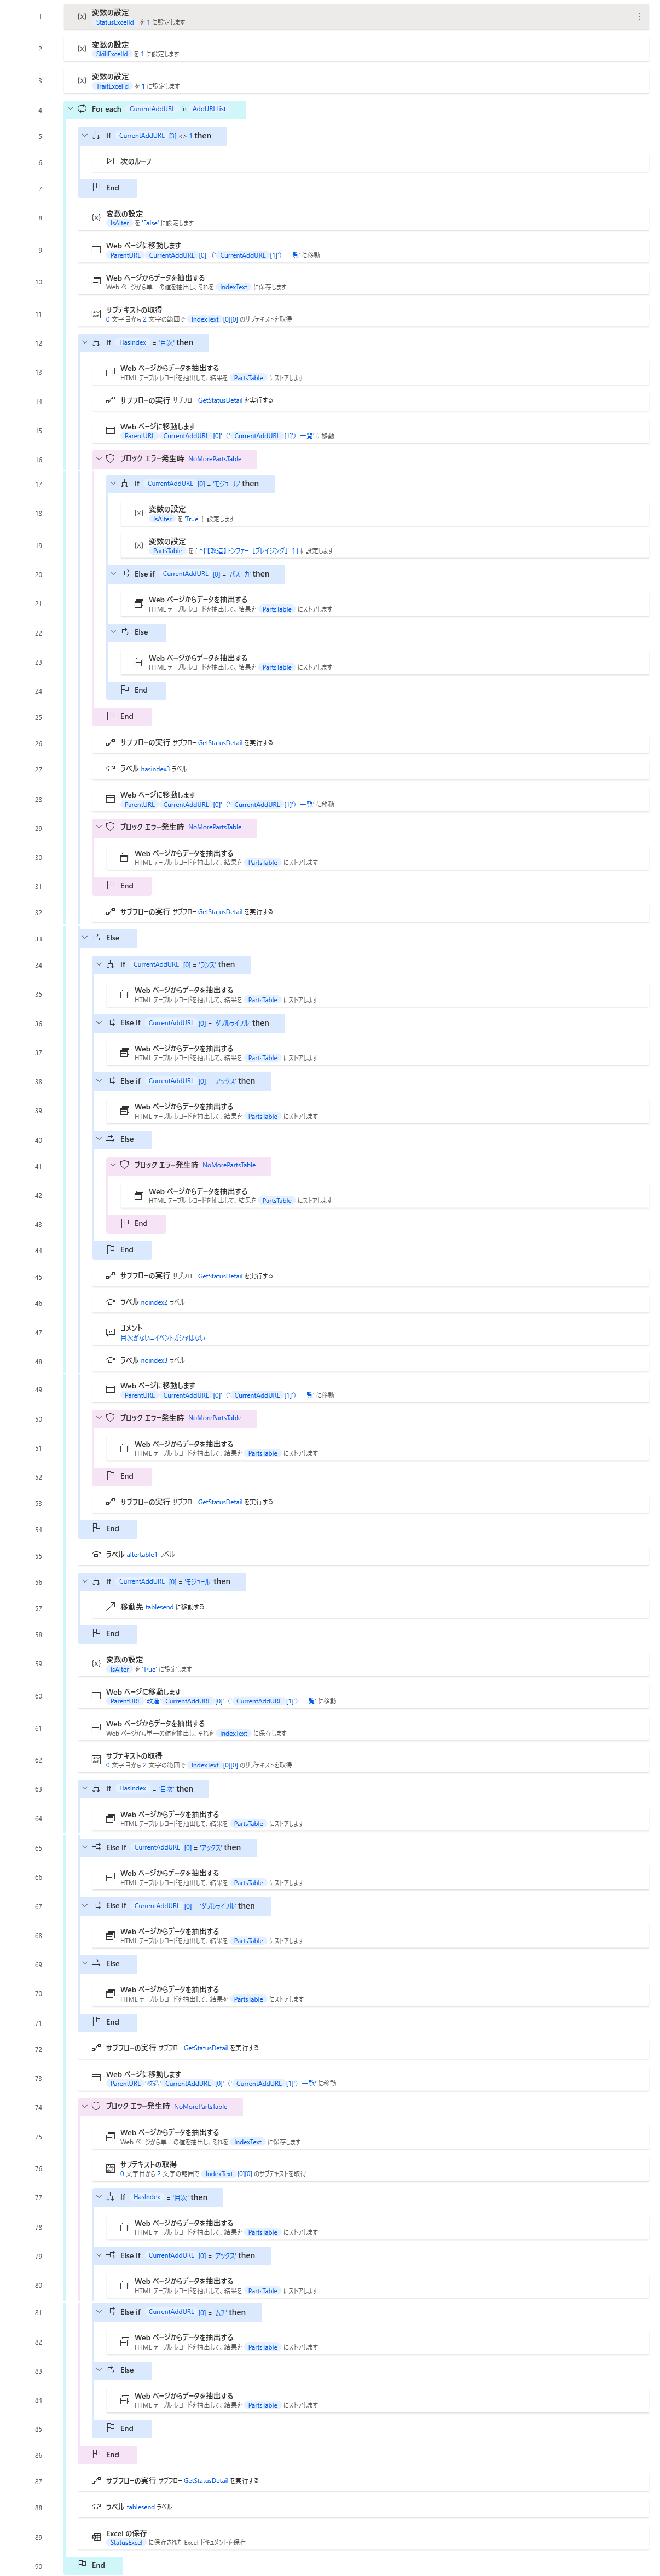 1
変数の設定
StatusExcelId を 1 に設定します
2
変数の設定
SkillExcelId を 1 に設定します
3
変数の設定
TraitExcelId を 1 に設定します
4
For each CurrentAddURL in AddURLList
5
If CurrentAddURL [3] <> 1 then
6
次のループ
7
End
8
変数の設定
IsAlter を 'False' に設定します
9
Web ページに移動します
ParentURL CurrentAddURL [0]'（' CurrentAddURL [1]'）一覧' に移動
10
Web ページからデータを抽出する
Web ページから単一の値を抽出し、それを IndexText に保存します
11
サブテキストの取得
0 文字目から 2 文字の範囲で IndexText [0][0] のサブテキストを取得
12
If HasIndex = '目次' then
13
Web ページからデータを抽出する
HTML テーブル レコードを抽出して、結果を PartsTable にストアします
14
サブフローの実行 サブフロー GetStatusDetail を実行する
15
Web ページに移動します
ParentURL CurrentAddURL [0]'（' CurrentAddURL [1]'）一覧' に移動
16
ブロック エラー発生時 NoMorePartsTable
17
If CurrentAddURL [0] = 'モジュール' then
18
変数の設定
IsAlter を 'True' に設定します
19
変数の設定
PartsTable を { ^['【改造】トンファー［ブレイジング］'] } に設定します
20
Else if CurrentAddURL [0] = 'バズーカ' then
21
Web ページからデータを抽出する
HTML テーブル レコードを抽出して、結果を PartsTable にストアします
22
Else
23
Web ページからデータを抽出する
HTML テーブル レコードを抽出して、結果を PartsTable にストアします
24
End
25
End
26
サブフローの実行 サブフロー GetStatusDetail を実行する
27
ラベル hasindex3 ラベル
28
Web ページに移動します
ParentURL CurrentAddURL [0]'（' CurrentAddURL [1]'）一覧' に移動
29
ブロック エラー発生時 NoMorePartsTable
30
Web ページからデータを抽出する
HTML テーブル レコードを抽出して、結果を PartsTable にストアします
31
End
32
サブフローの実行 サブフロー GetStatusDetail を実行する
33
Else
34
If CurrentAddURL [0] = 'ランス' then
35
Web ページからデータを抽出する
HTML テーブル レコードを抽出して、結果を PartsTable にストアします
36
Else if CurrentAddURL [0] = 'ダブルライフル' then
37
Web ページからデータを抽出する
HTML テーブル レコードを抽出して、結果を PartsTable にストアします
38
Else if CurrentAddURL [0] = 'アックス' then
39
Web ページからデータを抽出する
HTML テーブル レコードを抽出して、結果を PartsTable にストアします
40
Else
41
ブロック エラー発生時 NoMorePartsTable
42
Web ページからデータを抽出する
HTML テーブル レコードを抽出して、結果を PartsTable にストアします
43
End
44
End
45
サブフローの実行 サブフロー GetStatusDetail を実行する
46
ラベル noindex2 ラベル
47
コメント
目次がない=イベントガシャはない
48
ラベル noindex3 ラベル
49
Web ページに移動します
ParentURL CurrentAddURL [0]'（' CurrentAddURL [1]'）一覧' に移動
50
ブロック エラー発生時 NoMorePartsTable
51
Web ページからデータを抽出する
HTML テーブル レコードを抽出して、結果を PartsTable にストアします
52
End
53
サブフローの実行 サブフロー GetStatusDetail を実行する
54
End
55
ラベル altertable1 ラベル
56
If CurrentAddURL [0] = 'モジュール' then
57
移動先 tablesend に移動する
58
End
59
変数の設定
IsAlter を 'True' に設定します
60
Web ページに移動します
ParentURL '改造' CurrentAddURL [0]'（' CurrentAddURL [1]'）一覧' に移動
61
Web ページからデータを抽出する
Web ページから単一の値を抽出し、それを IndexText に保存します
62
サブテキストの取得
0 文字目から 2 文字の範囲で IndexText [0][0] のサブテキストを取得
63
If HasIndex = '目次' then
64
Web ページからデータを抽出する
HTML テーブル レコードを抽出して、結果を PartsTable にストアします
65
Else if CurrentAddURL [0] = 'アックス' then
66
Web ページからデータを抽出する
HTML テーブル レコードを抽出して、結果を PartsTable にストアします
67
Else if CurrentAddURL [0] = 'ダブルライフル' then
68
Web ページからデータを抽出する
HTML テーブル レコードを抽出して、結果を PartsTable にストアします
69
Else
70
Web ページからデータを抽出する
HTML テーブル レコードを抽出して、結果を PartsTable にストアします
71
End
72
サブフローの実行 サブフロー GetStatusDetail を実行する
73
Web ページに移動します
ParentURL '改造' CurrentAddURL [0]'（' CurrentAddURL [1]'）一覧' に移動
74
ブロック エラー発生時 NoMorePartsTable
75
Web ページからデータを抽出する
Web ページから単一の値を抽出し、それを IndexText に保存します
76
サブテキストの取得
0 文字目から 2 文字の範囲で IndexText [0][0] のサブテキストを取得
77
If HasIndex = '目次' then
78
Web ページからデータを抽出する
HTML テーブル レコードを抽出して、結果を PartsTable にストアします
79
Else if CurrentAddURL [0] = 'アックス' then
80
Web ページからデータを抽出する
HTML テーブル レコードを抽出して、結果を PartsTable にストアします
81
Else if CurrentAddURL [0] = 'ムチ' then
82
Web ページからデータを抽出する
HTML テーブル レコードを抽出して、結果を PartsTable にストアします
83
Else
84
Web ページからデータを抽出する
HTML テーブル レコードを抽出して、結果を PartsTable にストアします
85
End
86
End
87
サブフローの実行 サブフロー GetStatusDetail を実行する
88
ラベル tablesend ラベル
89
Excel の保存
StatusExcel に保存された Excel ドキュメントを保存
90
End